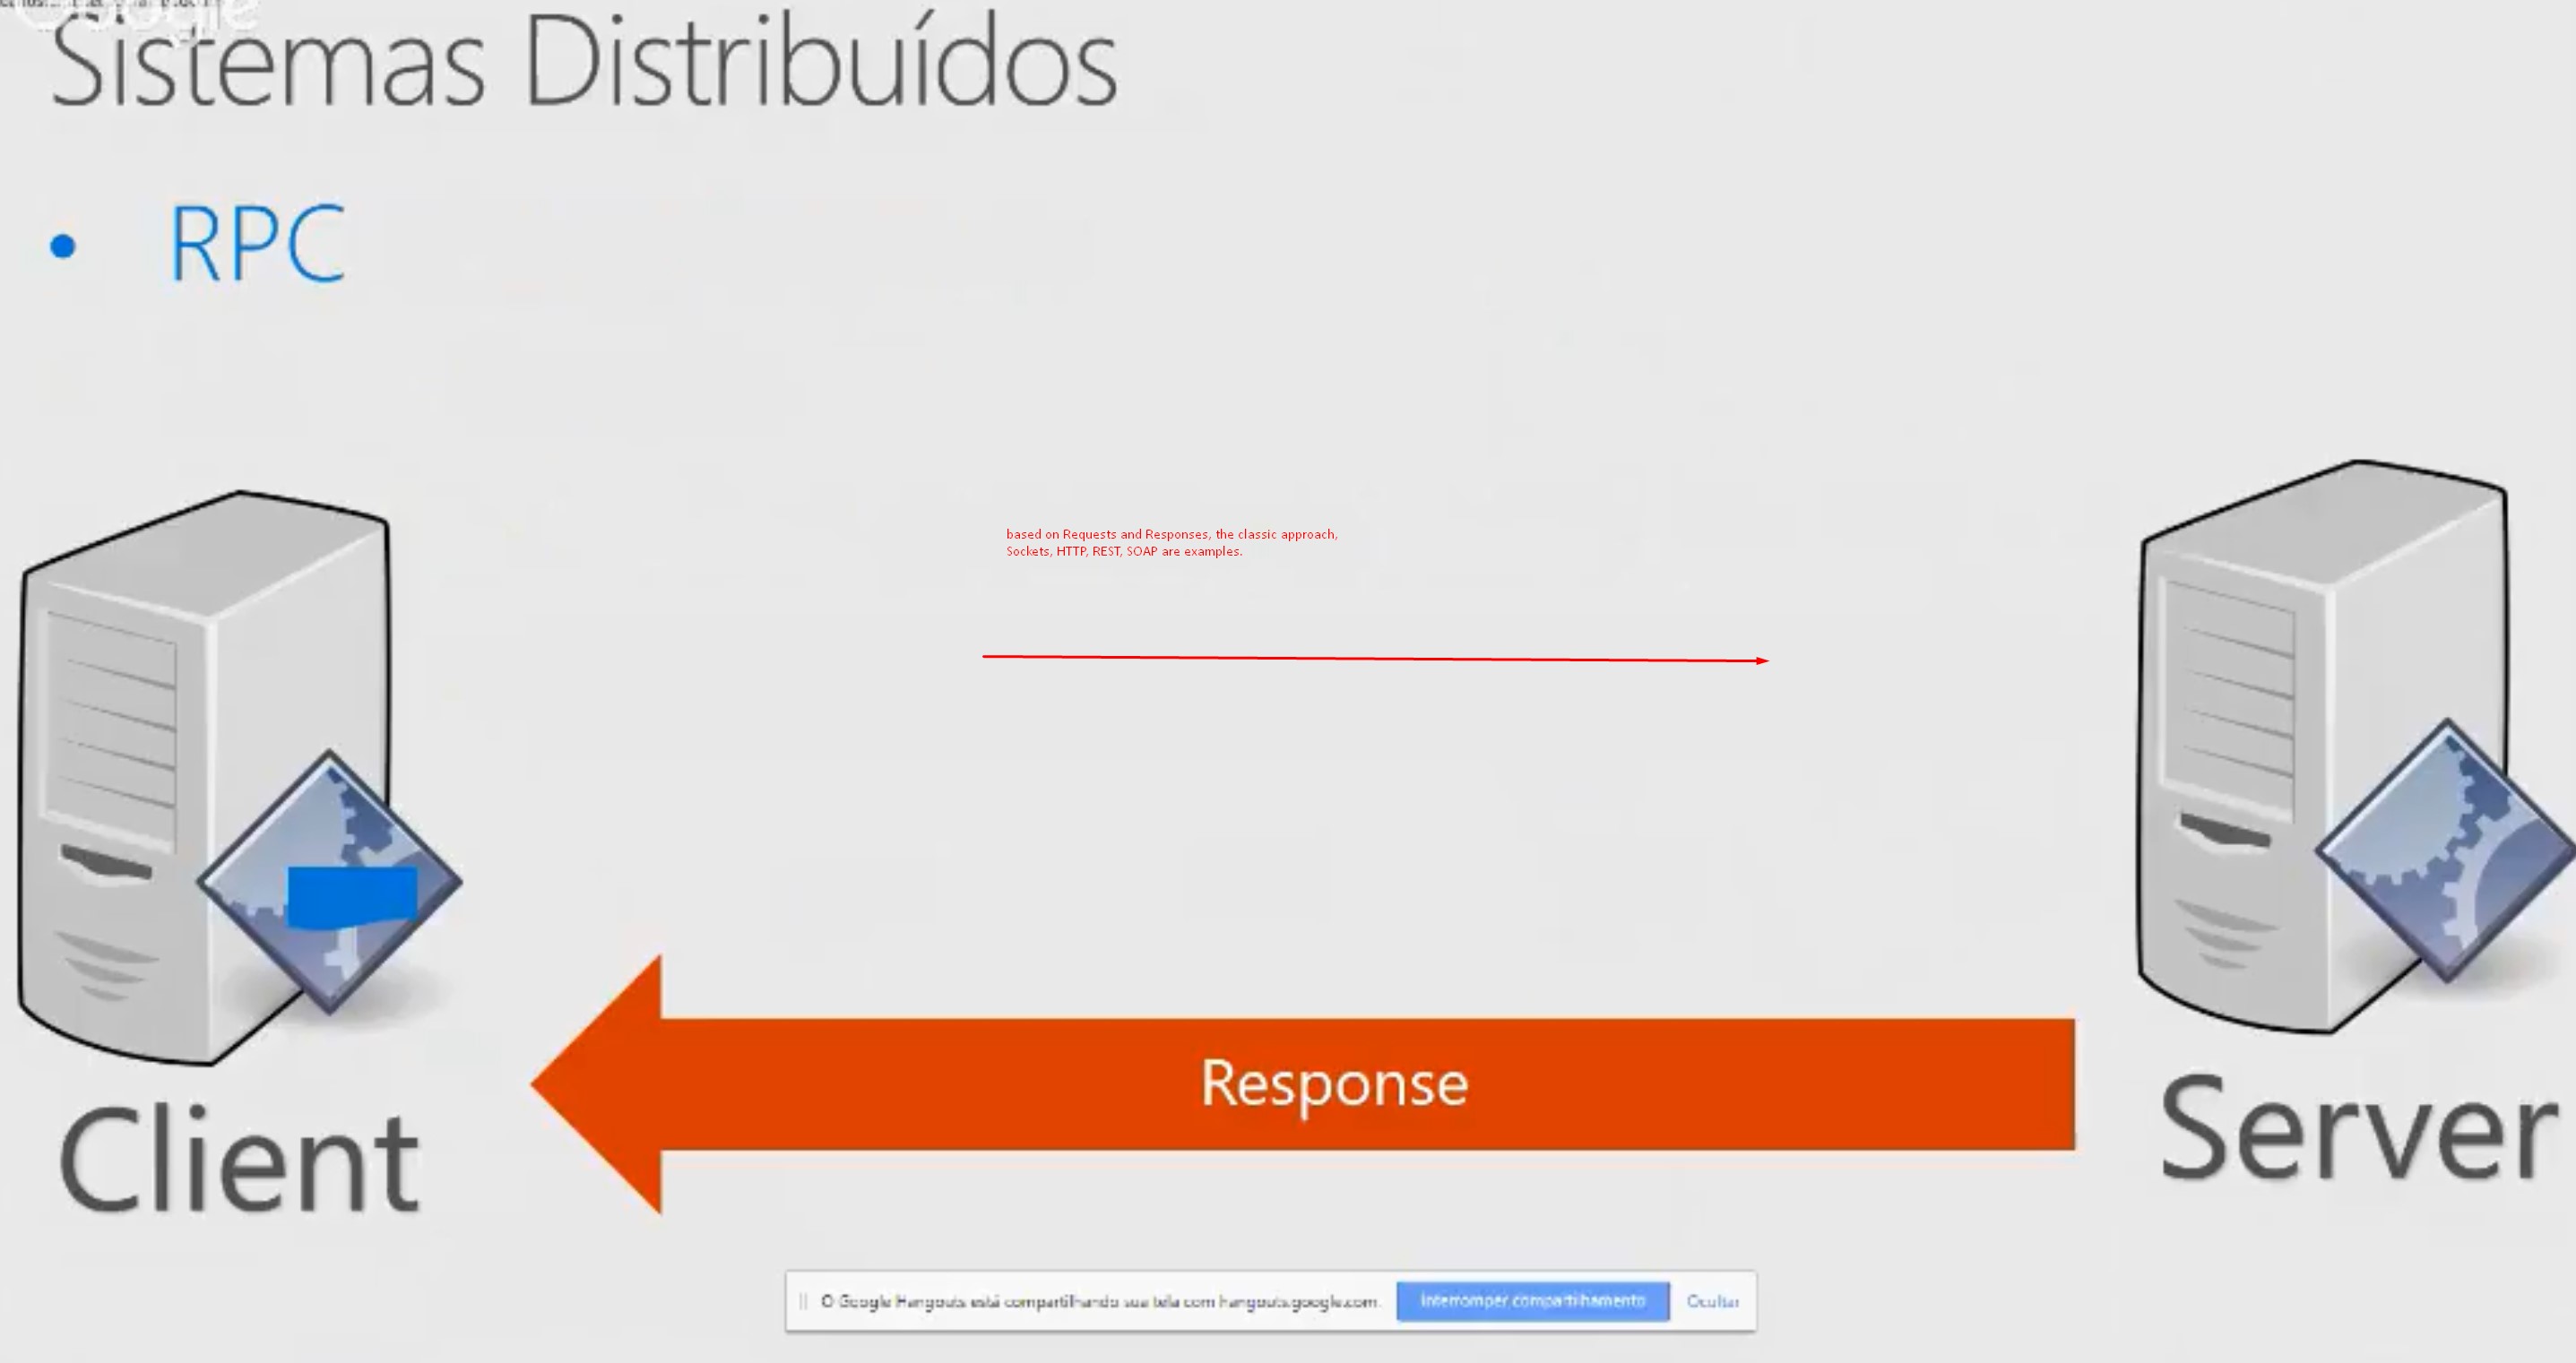 Google
Sistemas Distribuídos
• RPC
based on Requests and Responses, the classic approach,
Sockets, HTTP, REST, SOAP are examples.
Response
Client
Server
O Google Hangouts está compartilhando sua tela com hangouts.google.com.
Interromper compartilhamento
Ocultar